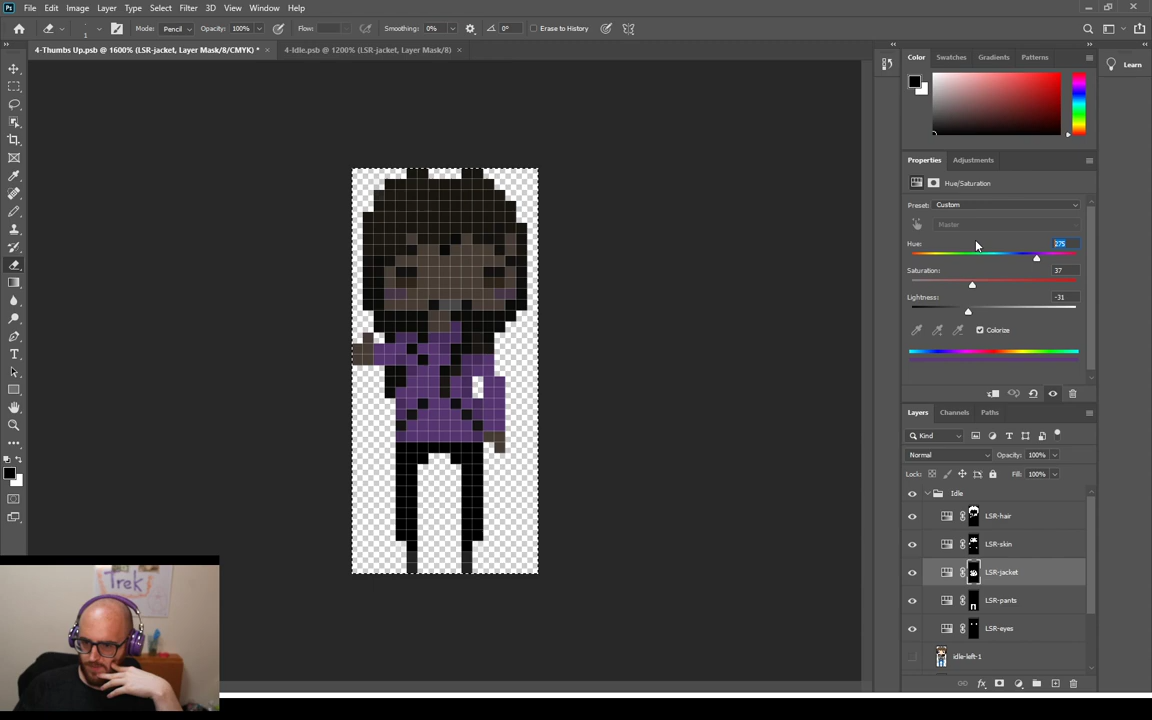 Ps File Edit Image Layer Type Select Filter 3D View Window Help
1 Mode: Pencil Opacity: 100% Flow: Smoothing: 0% 0° Erase to History
4-Thumbs Up.psb @ 1600% (LSR-jacket, Layer Mask/8/CMYK) * × 4-Idle.psb @ 1200% (LSR-jacket, Layer Mask/8) ×
Color Swatches Gradients Patterns
Learn
Properties Adjustments
Hue/Saturation
Preset: Custom
Master
Hue: 275
Saturation: 37
Lightness: -31
Colorize
Layers Channels Paths
Kind
Normal Opacity: 100%
Lock: Fill: 100%
Idle
LSR-hair
LSR-skin
LSR-jacket
LSR-pants
LSR-eyes
idle-left-1
fx
Trek